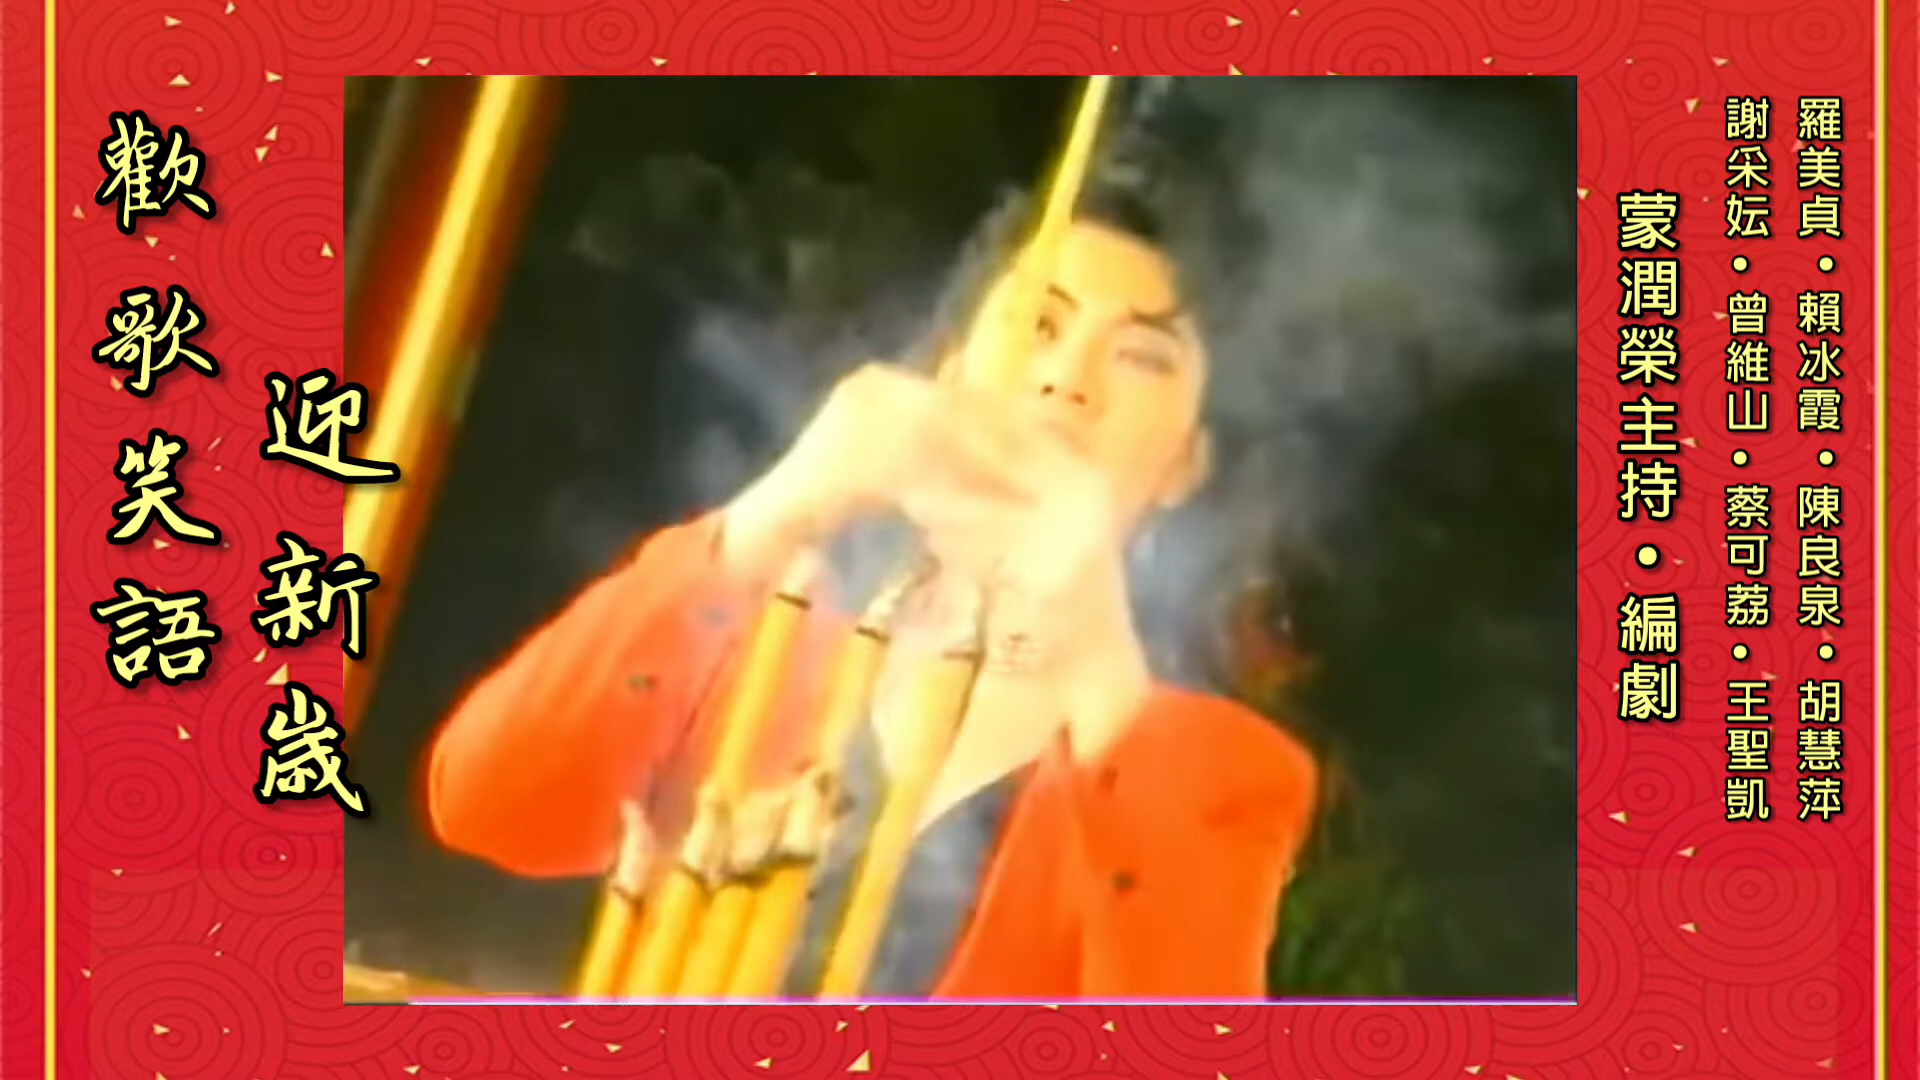 羅美貞・賴冰霞・陳良泉・胡慧萍
謝采妘・曾維山・蔡可荔・王聖凱
蒙潤榮主持・編劇
歡歌笑語
迎新歲